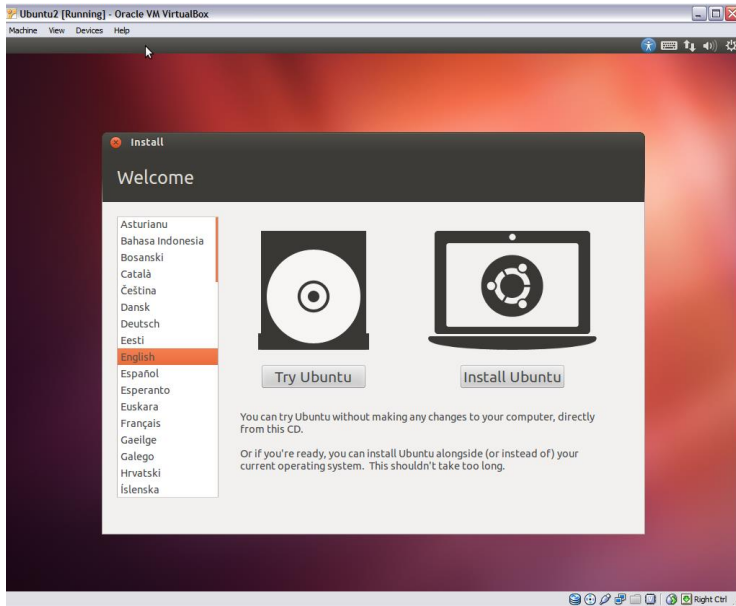 Ubuntu2 [Running] - Oracle VM VirtualBox
Machine View Devices Help
Install
Welcome
Asturianu
Bahasa Indonesia
Bosanski
Català
Čeština
Dansk
Deutsch
Eesti
English
Español
Esperanto
Euskara
Français
Gaeilge
Galego
Hrvatski
Íslenska
Try Ubuntu
Install Ubuntu
You can try Ubuntu without making any changes to your computer, directly
from this CD.
Or if you're ready, you can install Ubuntu alongside (or instead of) your
current operating system. This shouldn't take too long.
Right Ctrl